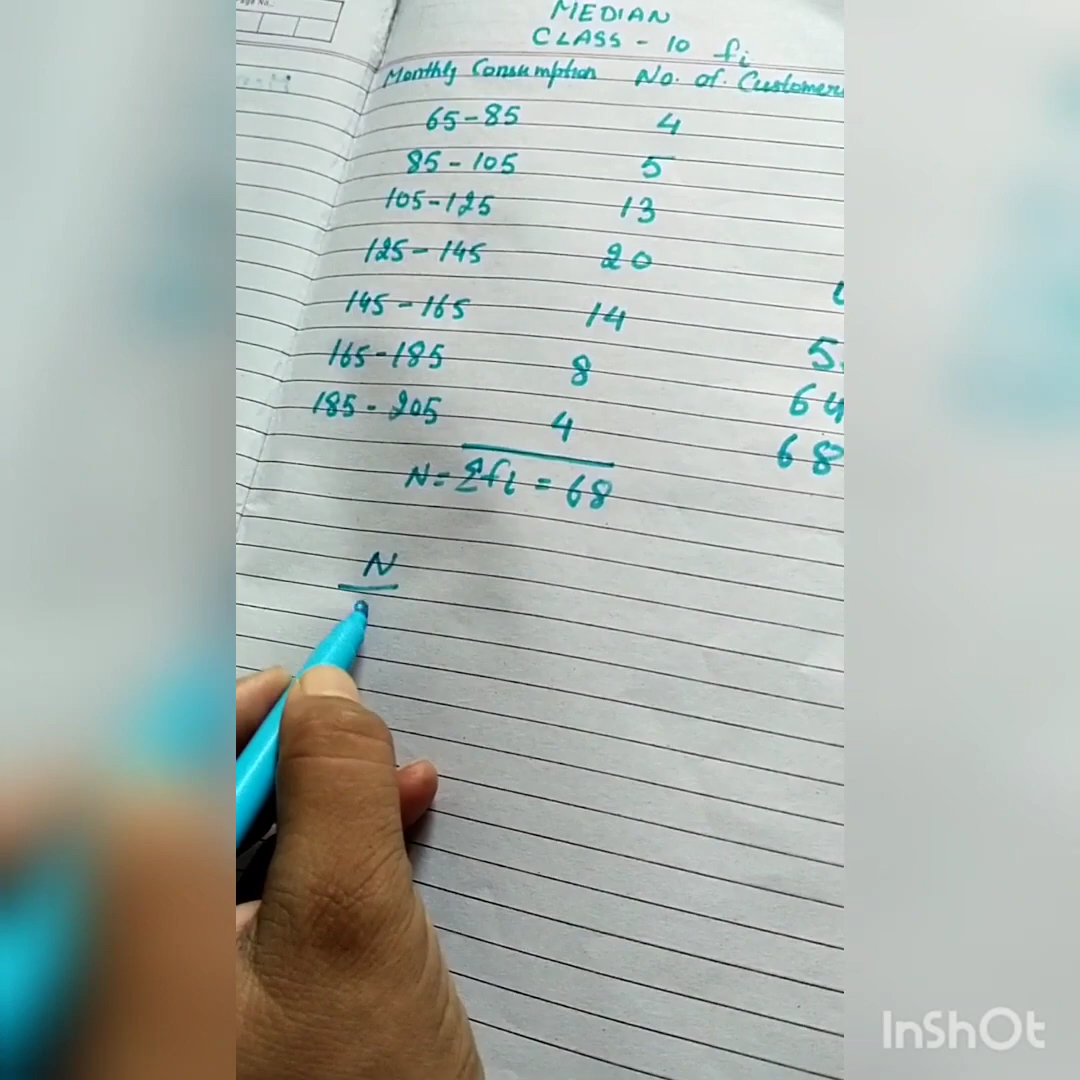 MEDIAN
CLASS - 10 fi
Monthly Consumption No. of Customers
65-85 4
85 - 105 5
105-125 13
125 - 145 20
145 - 165 14
165-185 8 5
185 - 205 4 64
68
N = Σfi = 68
N
InShOt